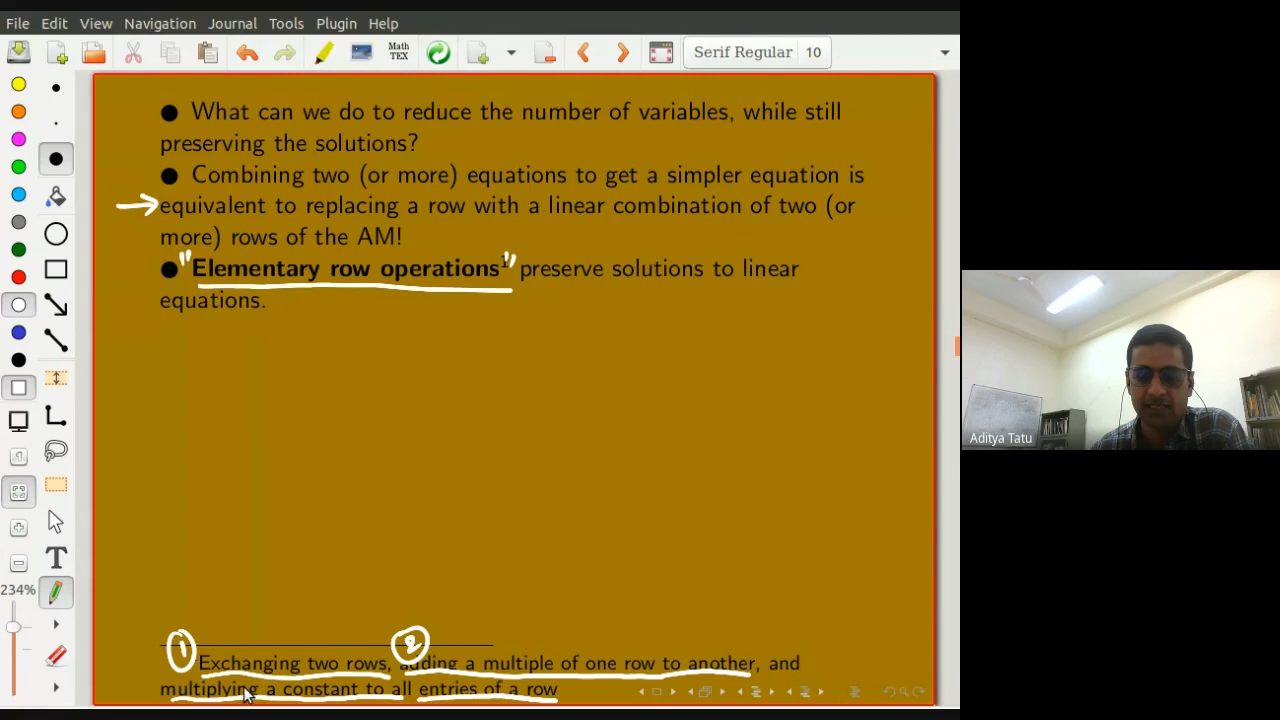 File Edit View Navigation Journal Tools Plugin Help
Math TEX Serif Regular 10
● What can we do to reduce the number of variables, while still
preserving the solutions?
● Combining two (or more) equations to get a simpler equation is
→ equivalent to replacing a row with a linear combination of two (or
more) rows of the AM!
● "Elementary row operations¹" preserve solutions to linear
equations.
Aditya Tatu
234%
① ②
Exchanging two rows, adding a multiple of one row to another, and
multiplying a constant to all entries of a row